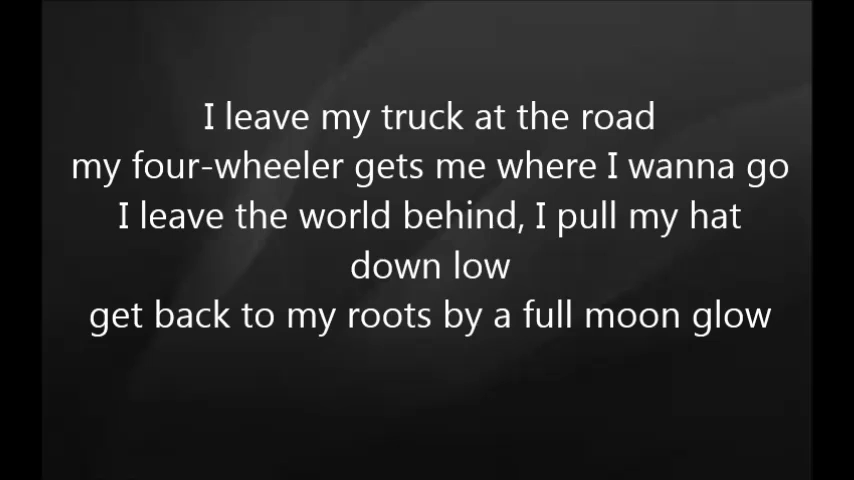 I leave my truck at the road
my four-wheeler gets me where I wanna go
I leave the world behind, I pull my hat
down low
get back to my roots by a full moon glow